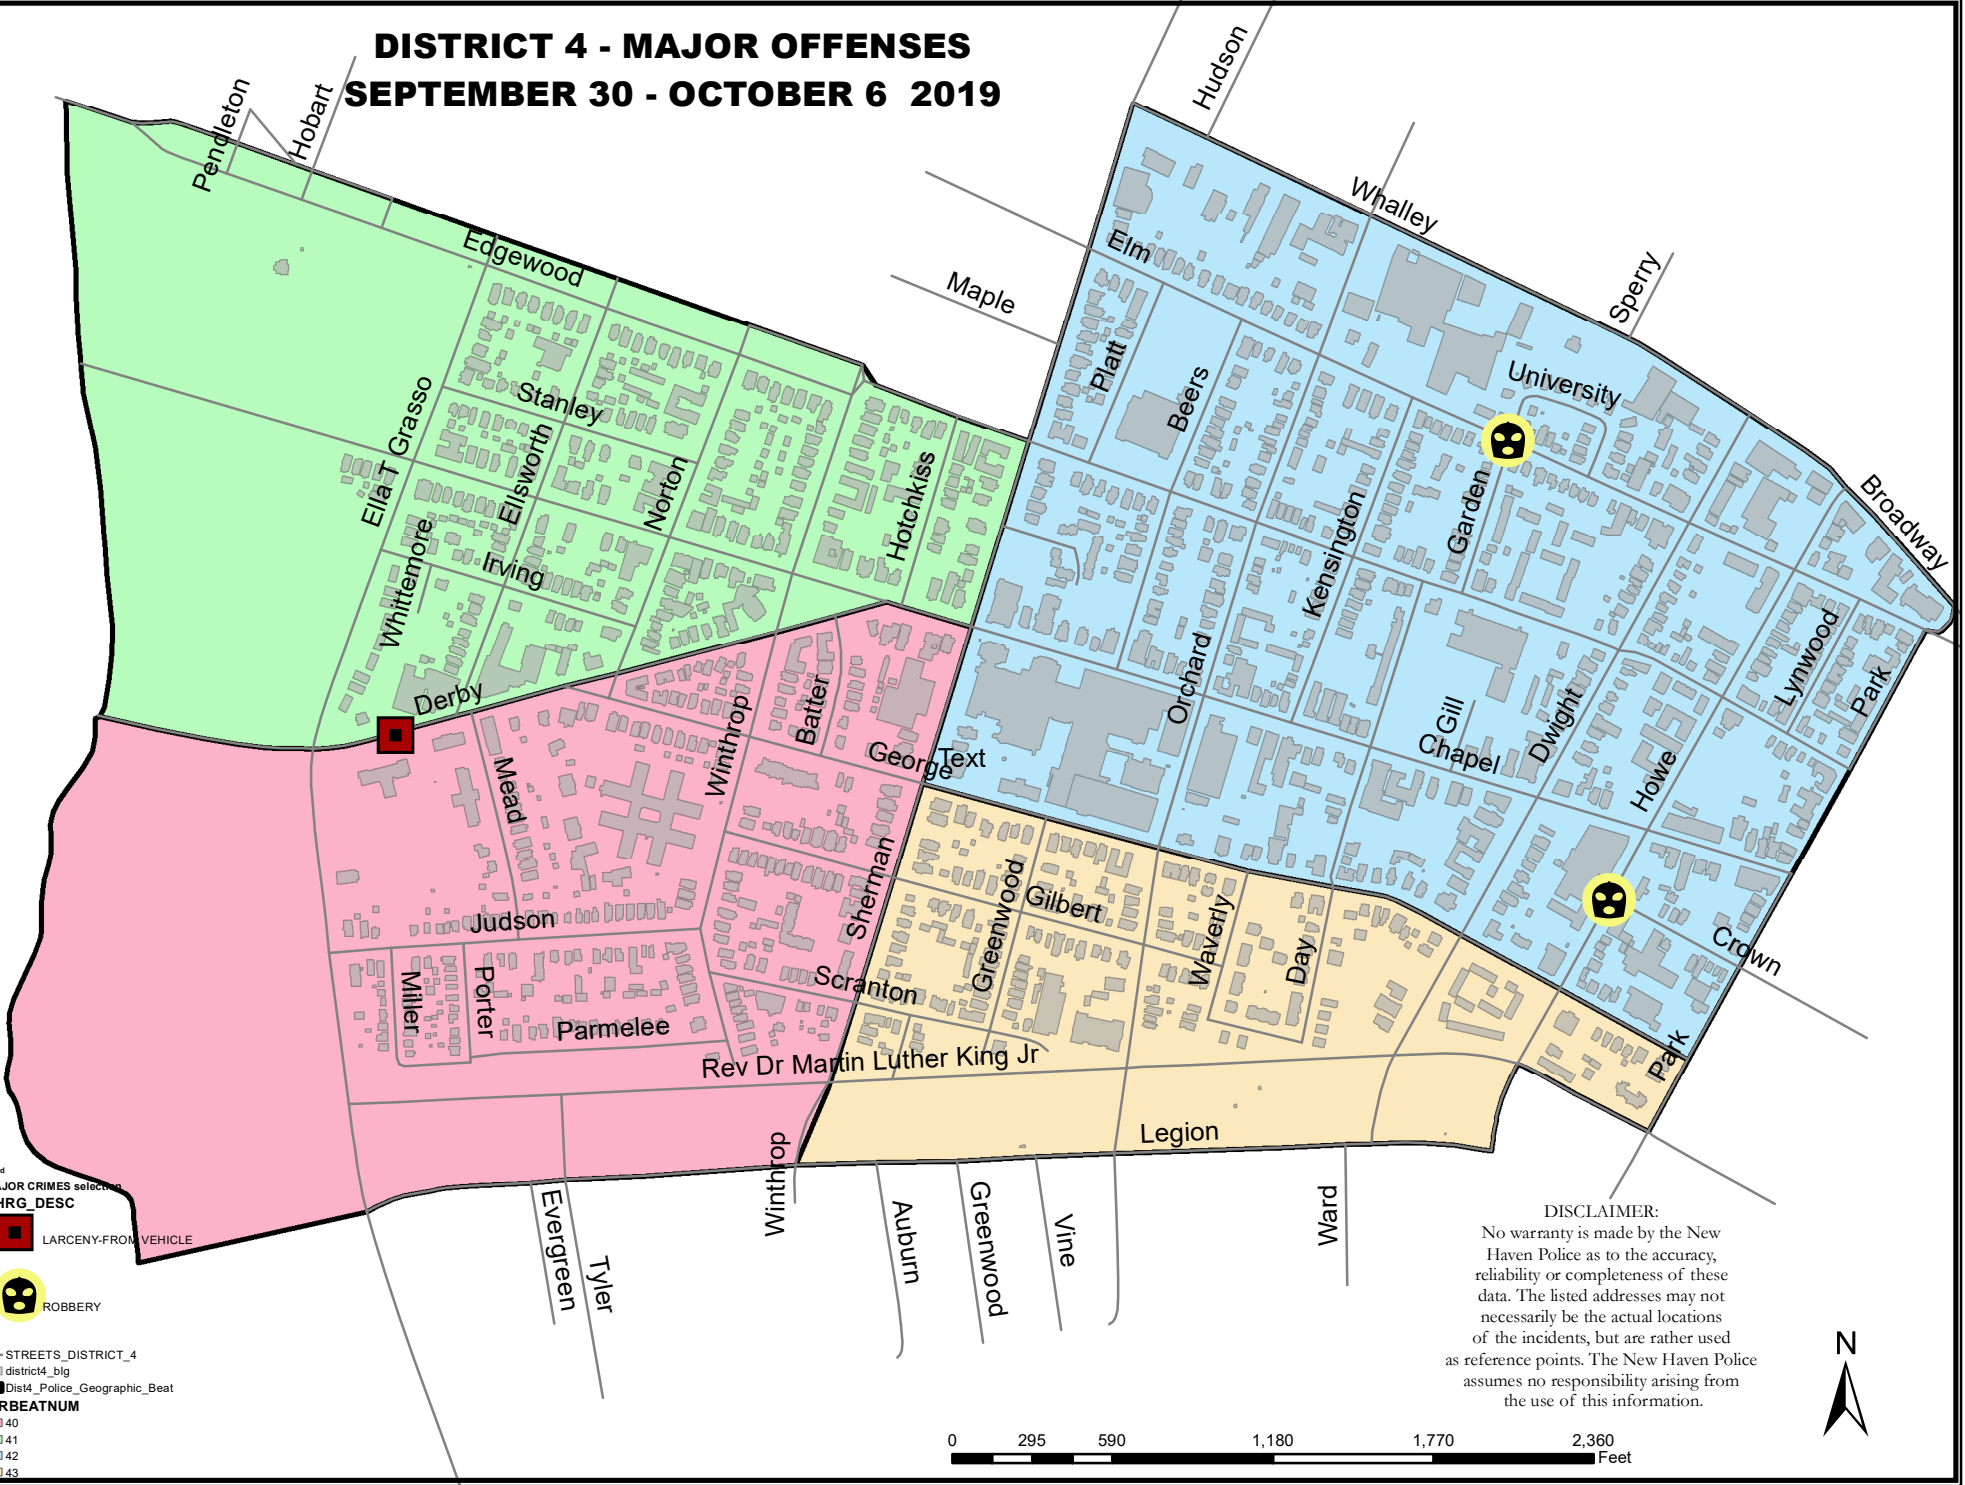 DISTRICT 4 - MAJOR OFFENSES
SEPTEMBER 30 - OCTOBER 6 2019
Hudson
Pendleton
Hobart
Whalley
Edgewood
Elm
Maple
Sperry
Platt
Beers
University
Stanley
Ella T Grasso
Ellsworth
Norton
Hotchkiss
Broadway
Garden
Kensington
Whittemore
Irving
Orchard
Lynwood
Park
Derby
Gill
Dwight
Chapel
Howe
Mead
Winthrop
Batter
George
Text
Sherman
Greenwood
Gilbert
Waverly
Day
Crown
Judson
Scranton
Miller
Porter
Parmelee
Rev Dr Martin Luther King Jr
Park
Legion
Winthrop
Evergreen
Tyler
Auburn
Greenwood
Vine
Ward
d
AJOR CRIMES selection
HRG_DESC
LARCENY-FROM VEHICLE
ROBBERY
STREETS_DISTRICT_4
district4_blg
Dist4_Police_Geographic_Beat
RBEATNUM
40
41
42
43
DISCLAIMER:
No warranty is made by the New
Haven Police as to the accuracy,
reliability or completeness of these
data. The listed addresses may not
necessarily be the actual locations
of the incidents, but are rather used
as reference points. The New Haven Police
assumes no responsibility arising from
the use of this information.
N
0 295 590 1,180 1,770 2,360
Feet